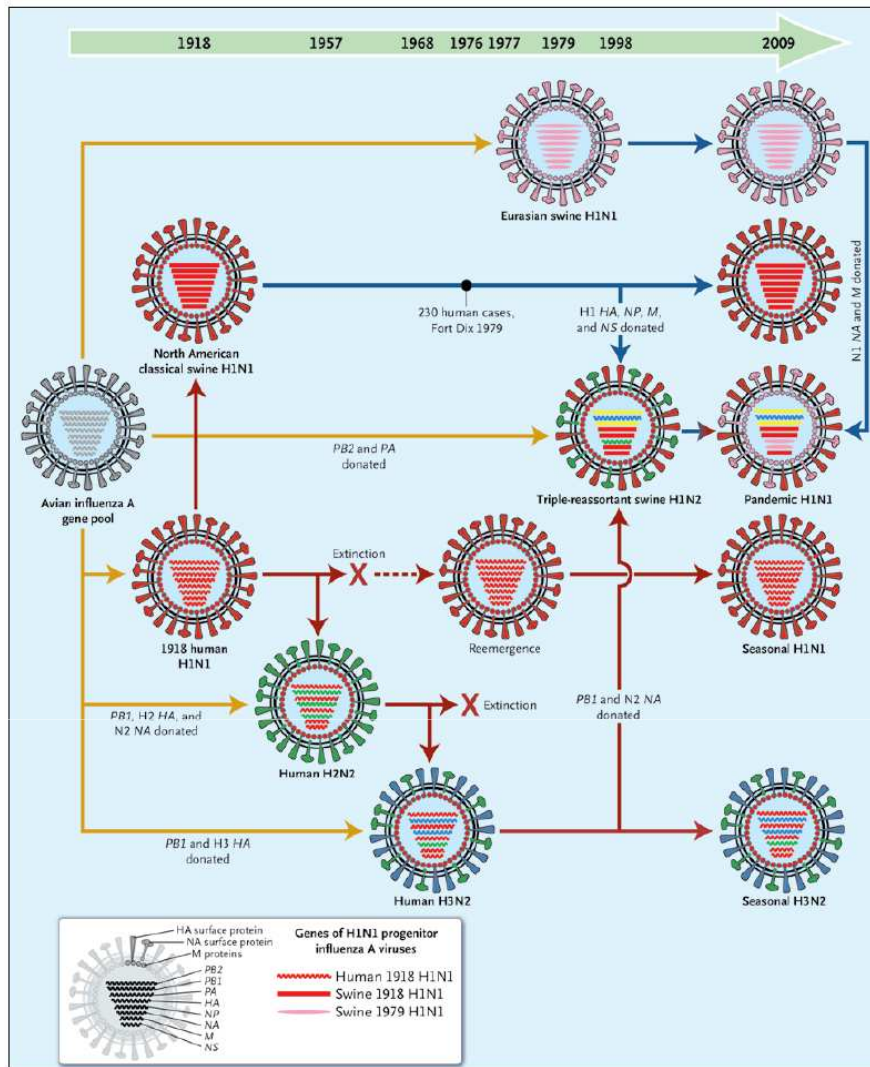 1918 1957 1968 1976 1977 1979 1998 2009
Eurasian swine H1N1
N1 NA and M donated
230 human cases,
Fort Dix 1979
H1 HA, NP, M,
and NS donated
North American
classical swine H1N1
PB2 and PA
donated
Avian influenza A
gene pool
Triple-reassortant swine H1N2
Pandemic H1N1
Extinction
X
1918 human
H1N1
Reemergence
Seasonal H1N1
PB1, H2 HA, and
N2 NA donated
X
Extinction
PB1 and N2 NA
donated
Human H2N2
PB1 and H3 HA
donated
Human H3N2
Seasonal H3N2
HA surface protein
NA surface protein
M proteins
PB2
PB1
PA
HA
NP
NA
M
NS
Genes of H1N1 progenitor
influenza A viruses
Human 1918 H1N1
Swine 1918 H1N1
Swine 1979 H1N1